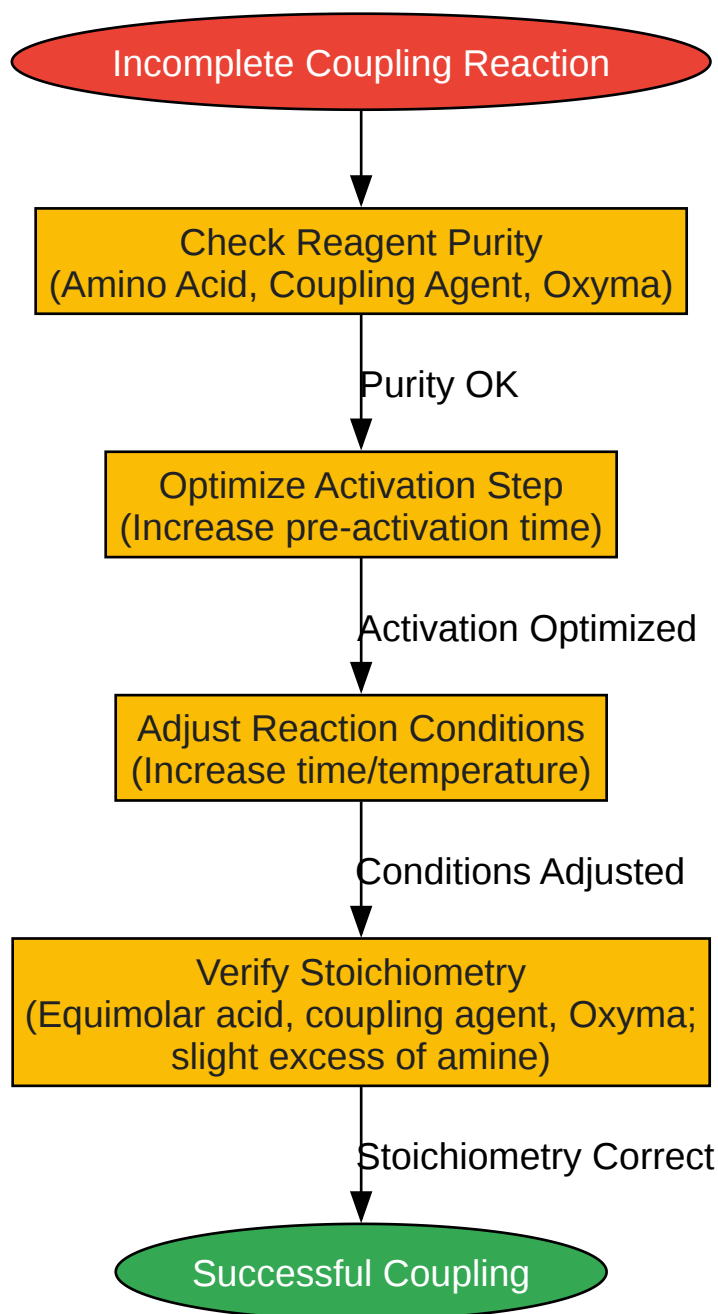 Incomplete Coupling Reaction
Check Reagent Purity
(Amino Acid, Coupling Agent, Oxyma)
Purity OK
Optimize Activation Step
(Increase pre-activation time)
Activation Optimized
Adjust Reaction Conditions
(Increase time/temperature)
Conditions Adjusted
Verify Stoichiometry
(Equimolar acid, coupling agent, Oxyma;
slight excess of amine)
Stoichiometry Correct
Successful Coupling